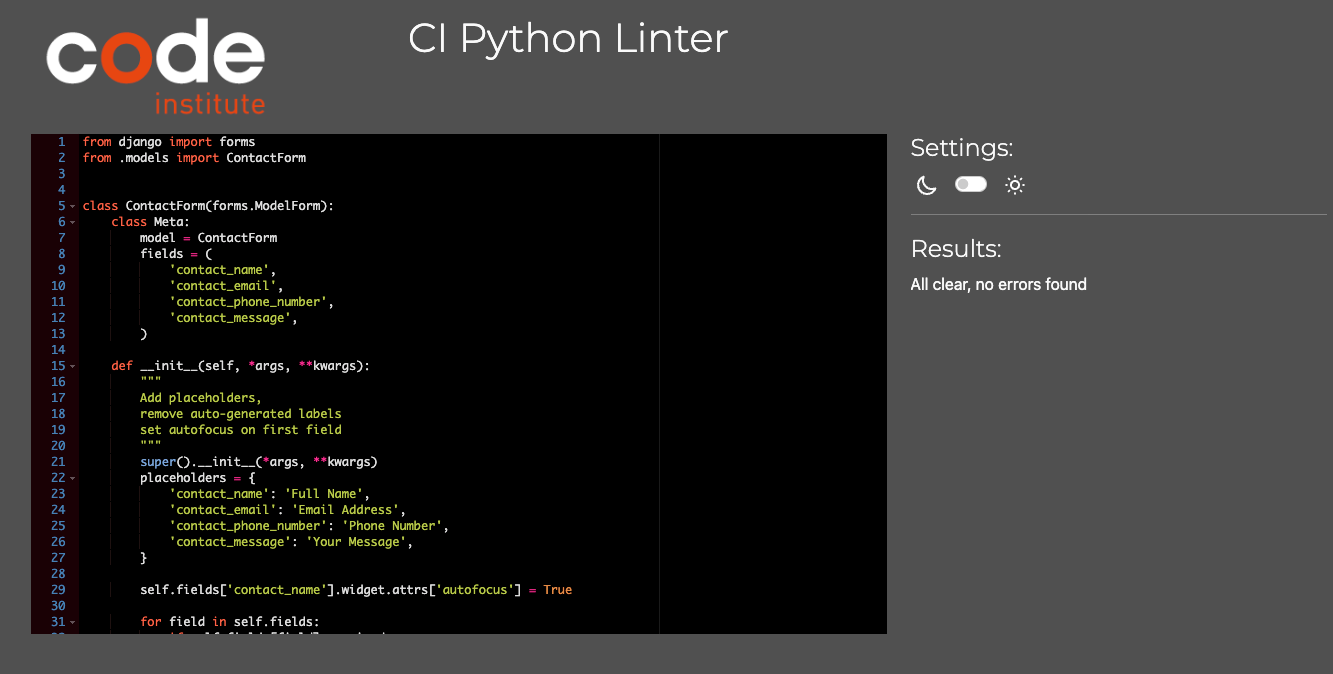 code
institute
CI Python Linter
1 from django import forms
2 from .models import ContactForm
3
4
5 class ContactForm(forms.ModelForm):
6     class Meta:
7         model = ContactForm
8         fields = (
9             'contact_name',
10             'contact_email',
11             'contact_phone_number',
12             'contact_message',
13         )
14
15     def __init__(self, *args, **kwargs):
16         """
17         Add placeholders,
18         remove auto-generated labels
19         set autofocus on first field
20         """
21         super().__init__(*args, **kwargs)
22         placeholders = {
23             'contact_name': 'Full Name',
24             'contact_email': 'Email Address',
25             'contact_phone_number': 'Phone Number',
26             'contact_message': 'Your Message',
27         }
28
29         self.fields['contact_name'].widget.attrs['autofocus'] = True
30
31         for field in self.fields:
Settings:
Results:
All clear, no errors found